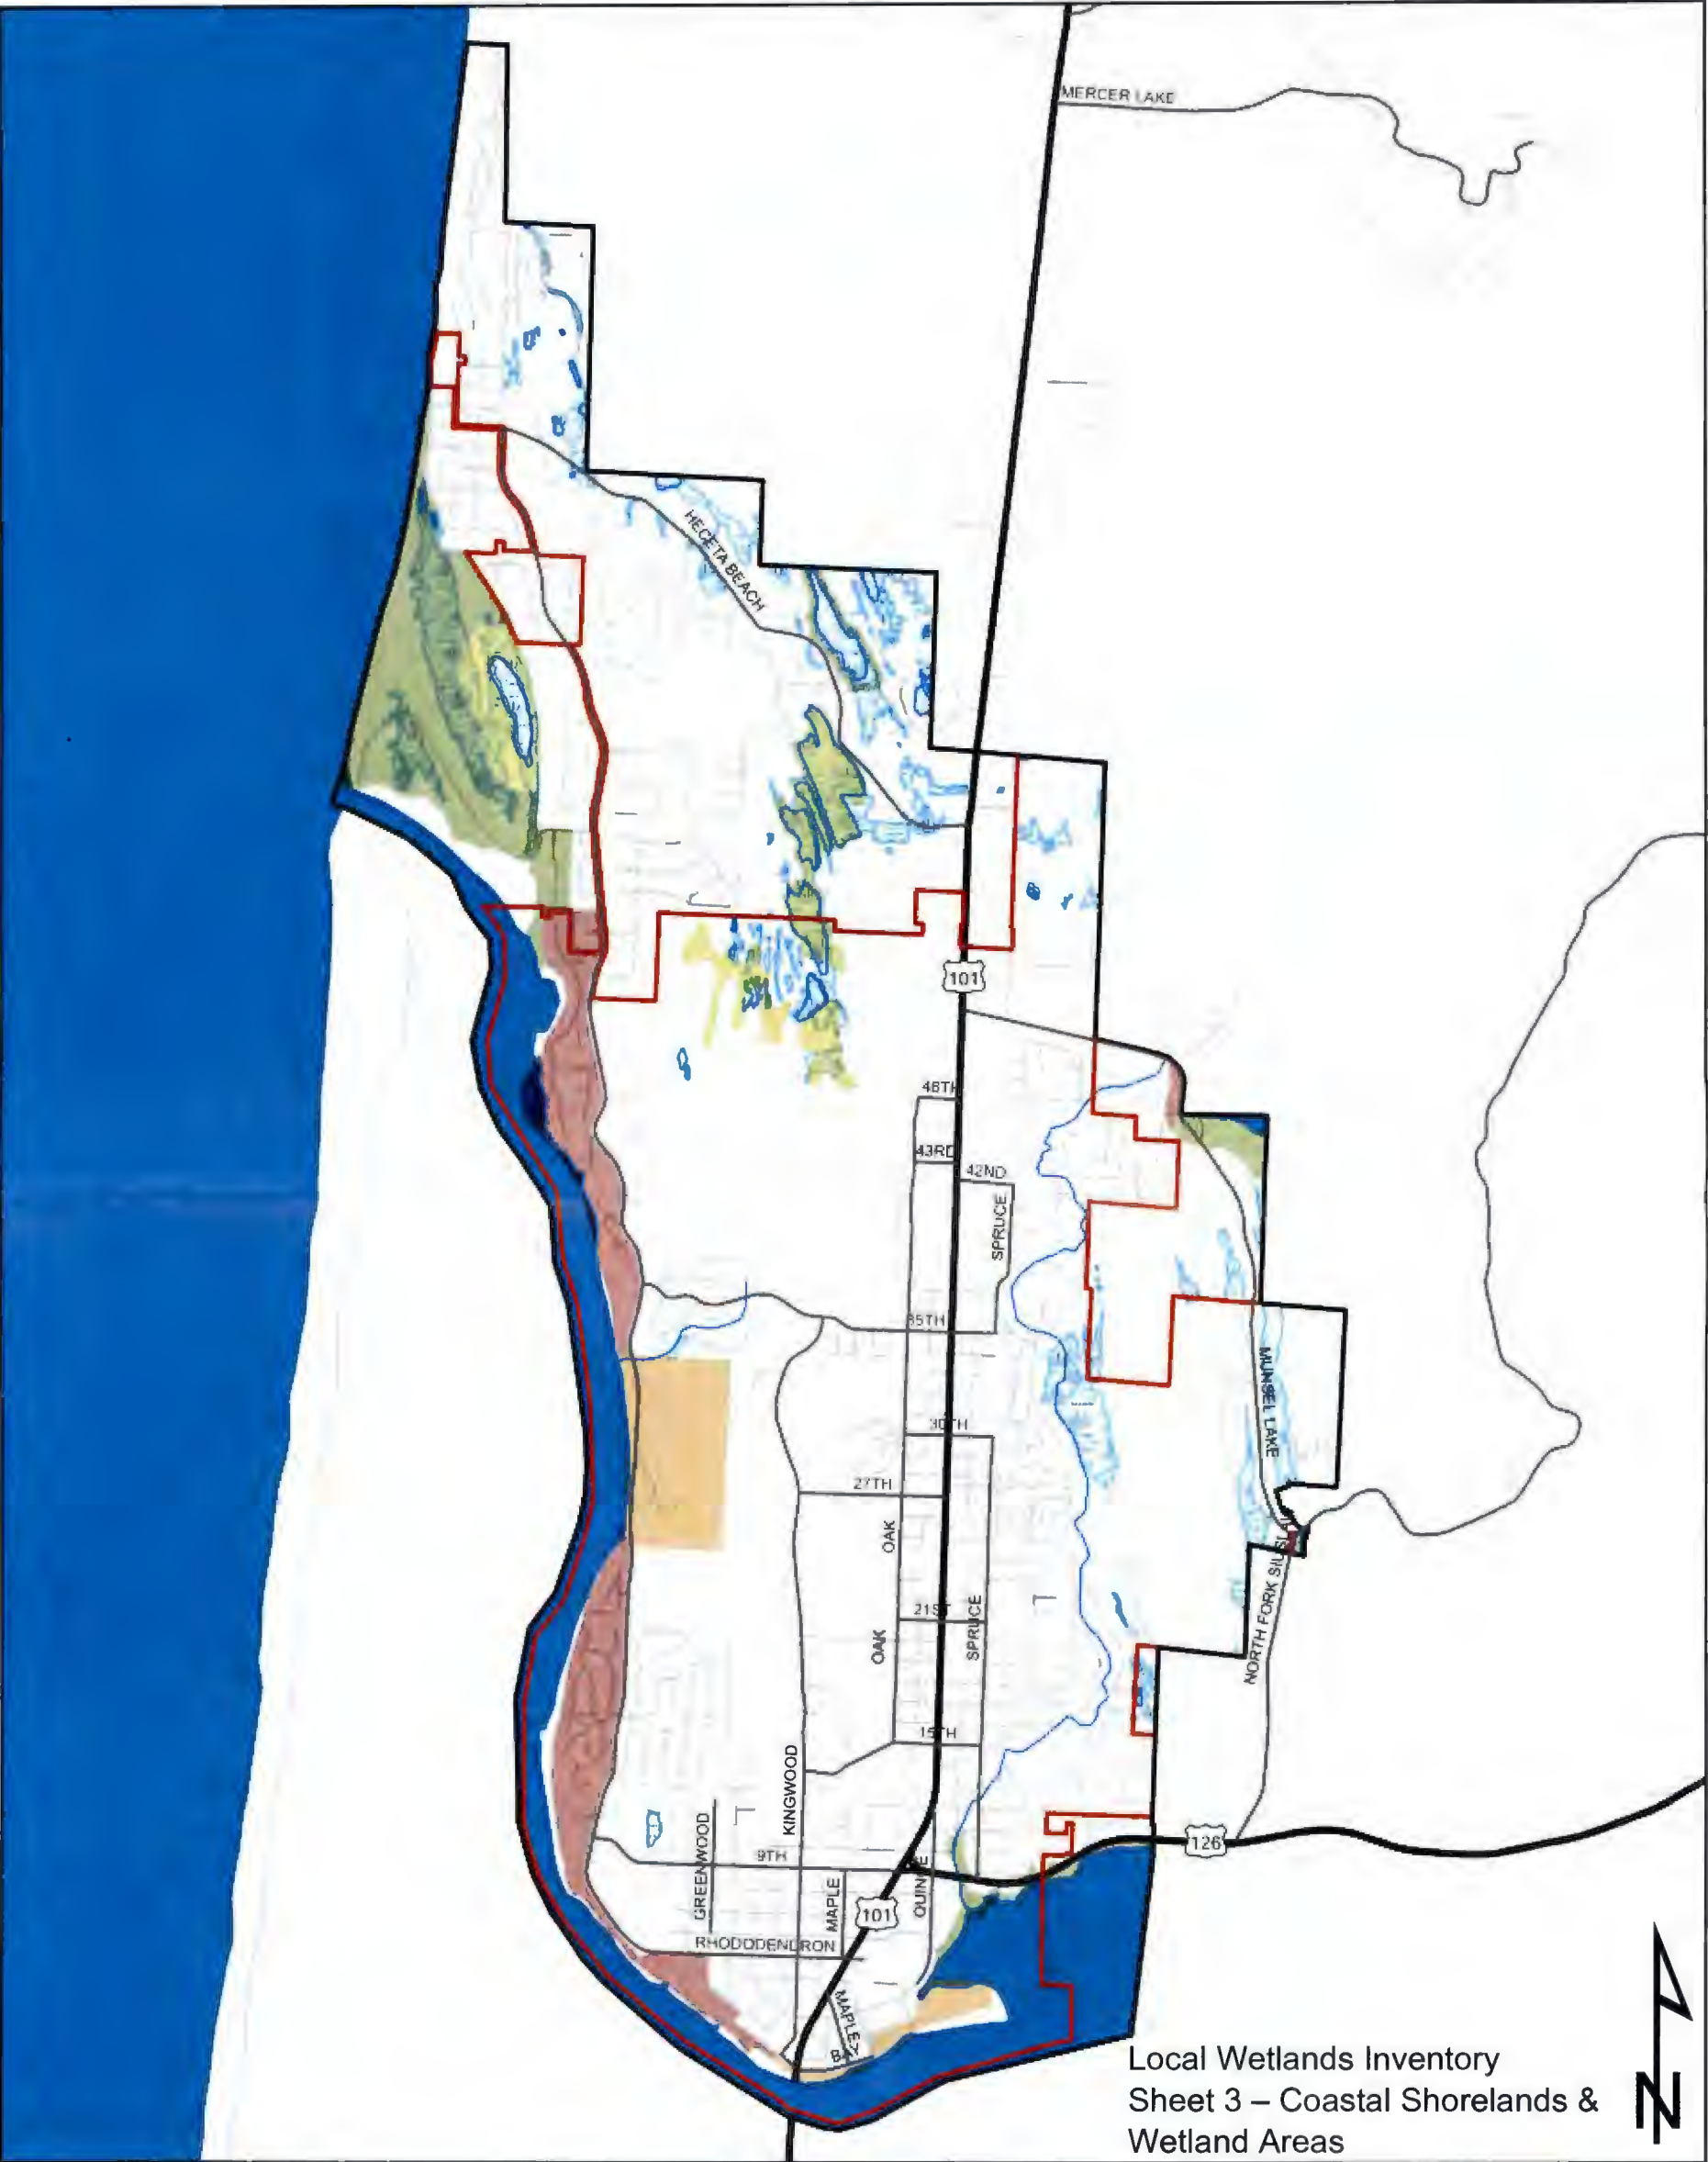 MERCER LAKE
HECETA BEACH
101
48TH
43RD
42ND
SPRUCE
35TH
MUNSEL LAKE
30TH
27TH
OAK
21ST
SPRUCE
OAK
NORTH FORK
15TH
KINGWOOD
GREENWOOD
126
9TH
MAPLE
QUINCE
101
RHODODENDRON
MAPLE
BAY
Local Wetlands Inventory
Sheet 3 – Coastal Shorelands &
Wetland Areas
N